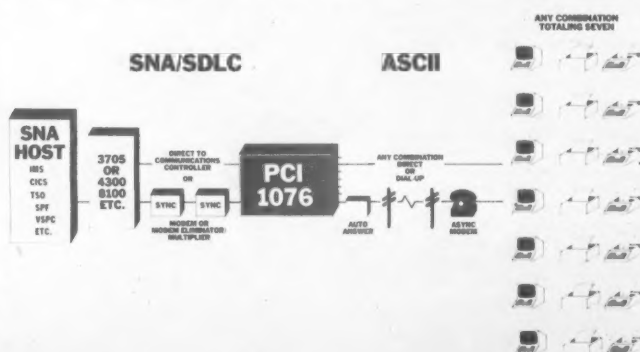 ANY COMBINATION
TOTALING SEVEN
SNA/SDLC
ASCII
SNA
HOST
IMS
CICS
TSO
SPF
VSPC
ETC.
3705
OR
4300
8100
ETC.
DIRECT TO
COMMUNICATIONS
CONTROLLER
OR
SYNC
SYNC
MODEM OR
MODEM ELIMINATOR/
MULTIPLIER
PCI
1076
ANY COMBINATION
DIRECT
OR
DIAL-UP
AUTO
ANSWER
ASYNC
MODEM